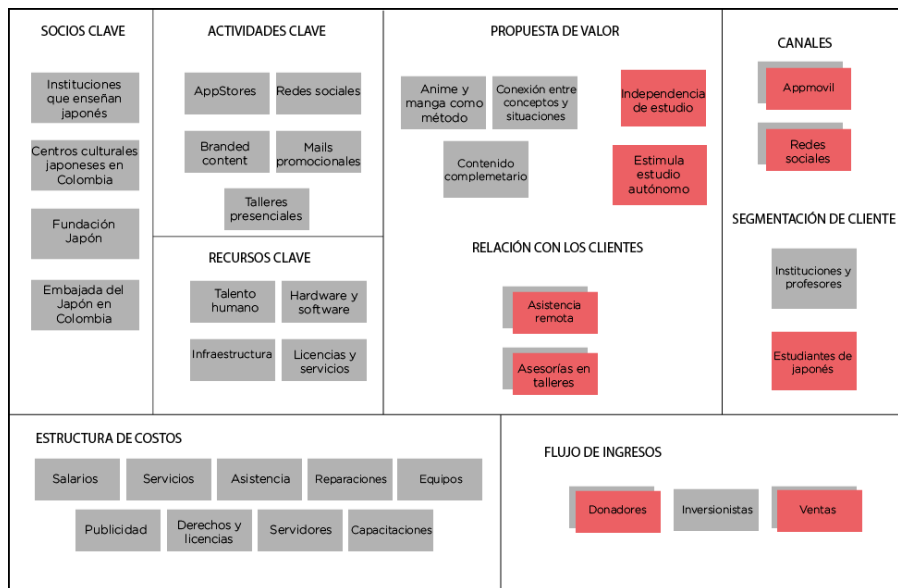 SOCIOS CLAVE
Instituciones
que enseñan
japonés
Centros culturales
japoneses en
Colombia
Fundación
Japón
Embajada del
Japón en
Colombia
ACTIVIDADES CLAVE
AppStores
Redes sociales
Branded
content
Mails
promocionales
Talleres
presenciales
RECURSOS CLAVE
Talento
humano
Hardware y
software
Infraestructura
Licencias y
servicios
PROPUESTA DE VALOR
Anime y
manga como
método
Conexión entre
conceptos y
situaciones
Independencia
de estudio
Contenido
complemetario
Estimula
estudio
autónomo
RELACIÓN CON LOS CLIENTES
Asistencia
remota
Asesorías en
talleres
CANALES
Appmovil
Redes
sociales
SEGMENTACIÓN DE CLIENTE
Instituciones y
profesores
Estudiantes de
japonés
ESTRUCTURA DE COSTOS
Salarios
Servicios
Asistencia
Reparaciones
Equipos
Publicidad
Derechos y
licencias
Servidores
Capacitaciones
FLUJO DE INGRESOS
Donadores
Inversionistas
Ventas